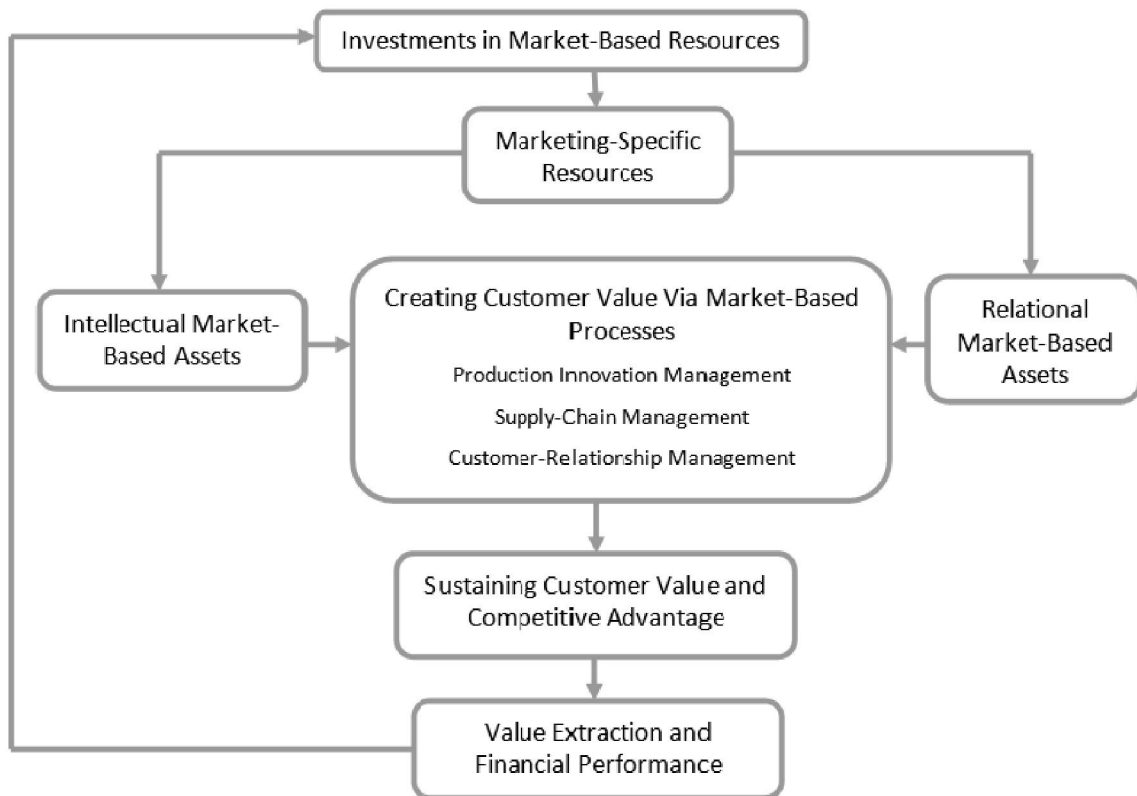 Investments in Market-Based Resources
Marketing-Specific
Resources
Intellectual Market-
Based Assets
Creating Customer Value Via Market-Based
Processes
Production Innovation Management
Supply-Chain Management
Customer-Relationship Management
Relational
Market-Based
Assets
Sustaining Customer Value and
Competitive Advantage
Value Extraction and
Financial Performance